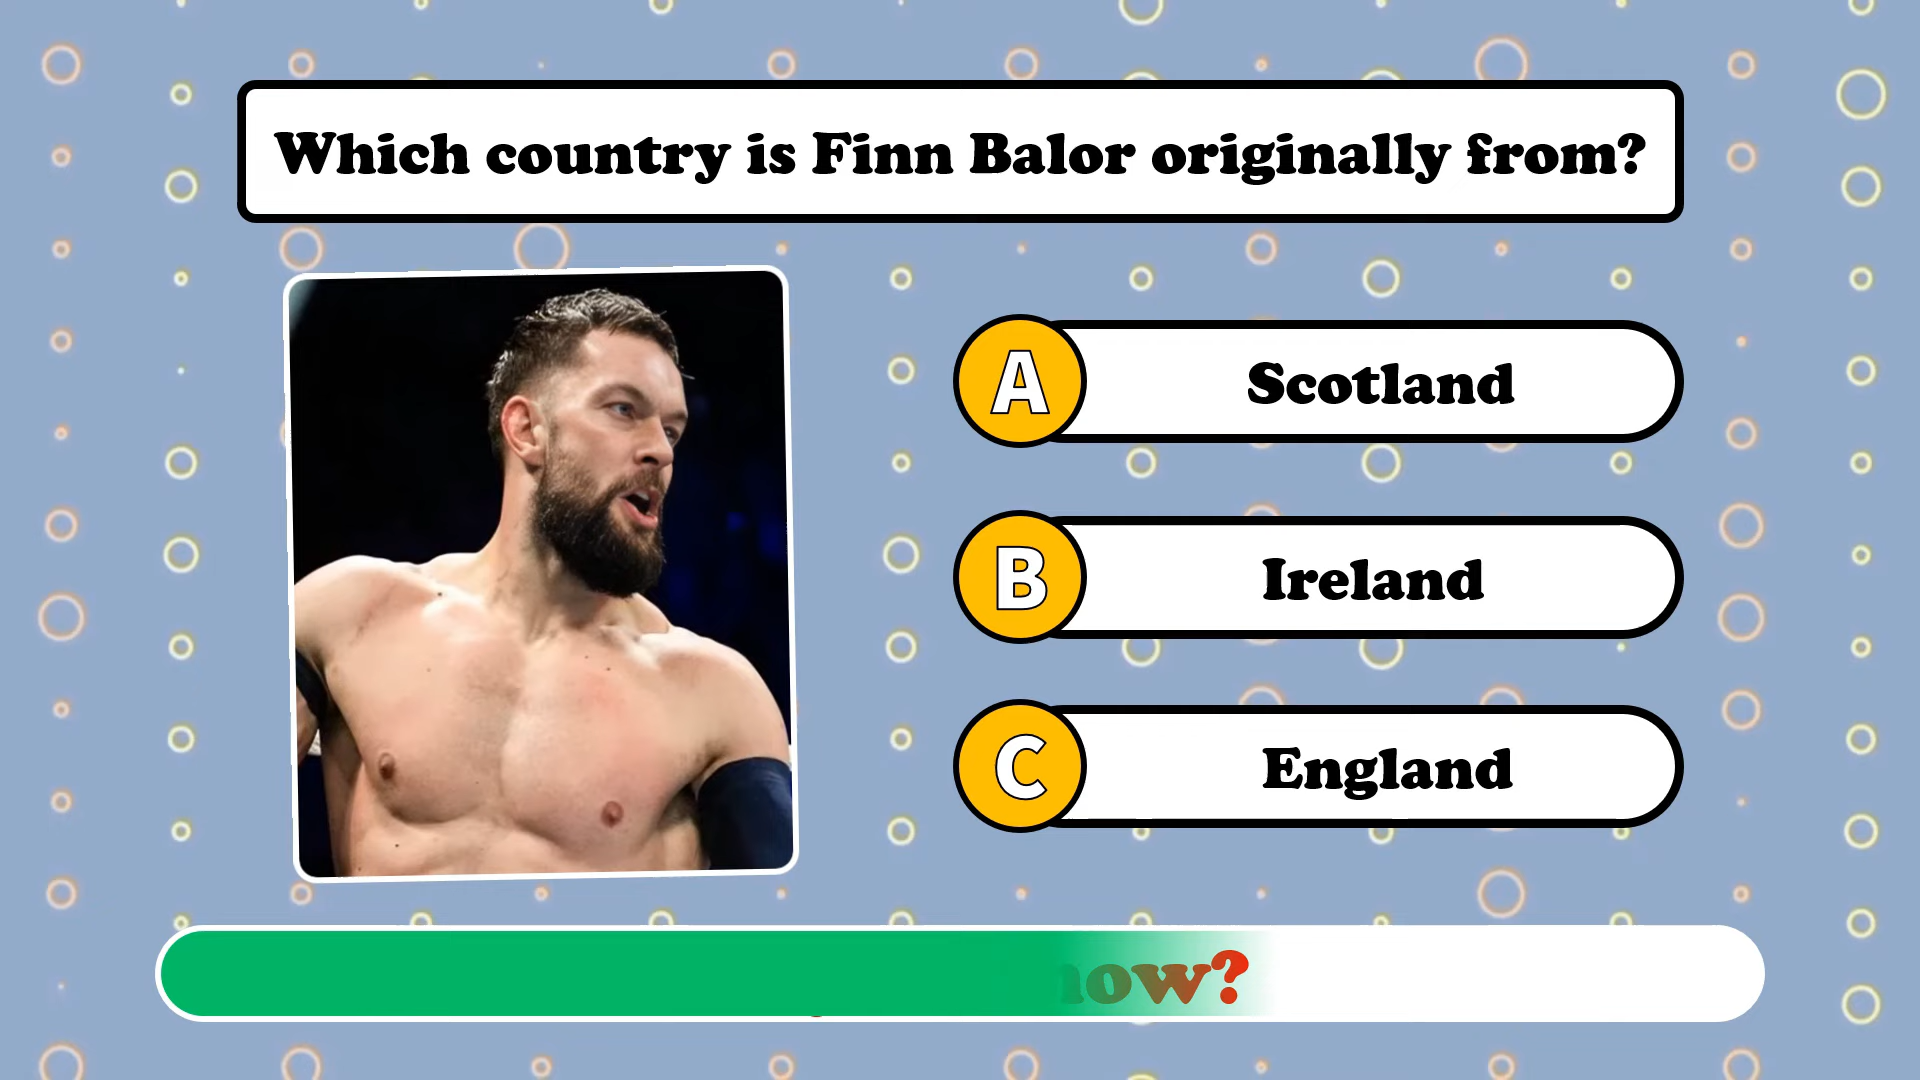 Which country is Finn Balor originally from?
A
Scotland
B
Ireland
C
England
now?